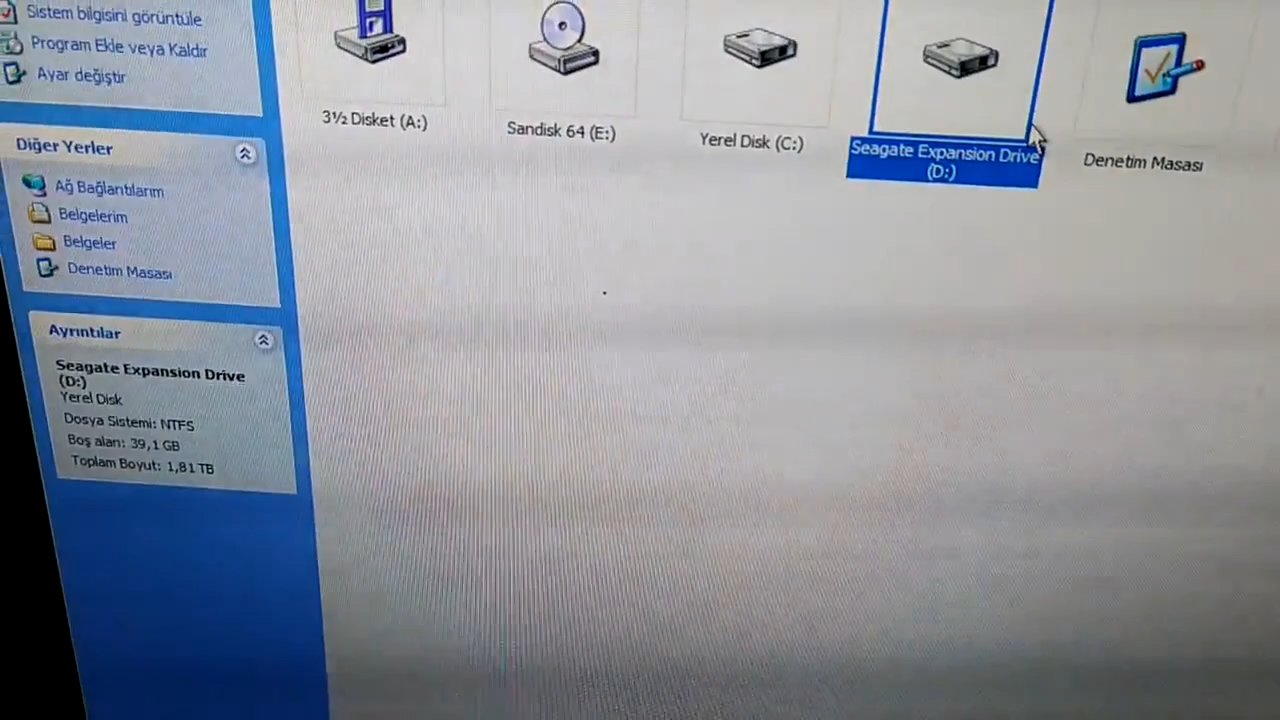 Sistem bilgisini görüntüle
Program Ekle veya Kaldır
Ayar değiştir
Diğer Yerler
Ağ Bağlantılarım
Belgelerim
Belgeler
Denetim Masası
Ayrıntılar
Seagate Expansion Drive
(D:)
Yerel Disk
Dosya Sistemi: NTFS
Boş alan: 39,1 GB
Toplam Boyut: 1,81 TB
3½ Disket (A:)
Sandisk 64 (E:)
Yerel Disk (C:)
Seagate Expansion Drive
(D:)
Denetim Masası